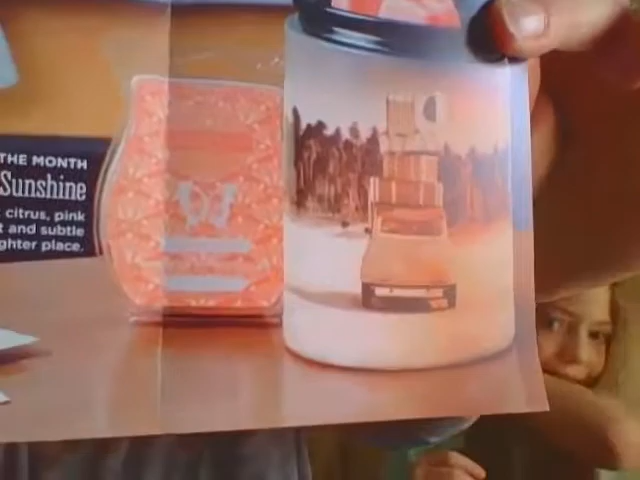 THE MONTH
Sunshine
citrus, pink
and subtle
ghter place.